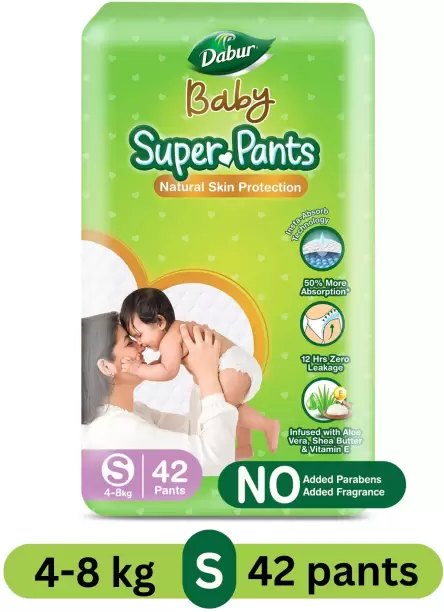 Dabur
Baby
Super Pants
Natural Skin Protection
Insta-Absorb
Technology
50% More
Absorption*
12 Hrs Zero
Leakage
E
Infused with Aloe
Vera, Shea Butter
& Vitamin E
S
4-8kg
42
Pants
NO
Added Parabens
Added Fragrance
4-8 kg S 42 pants